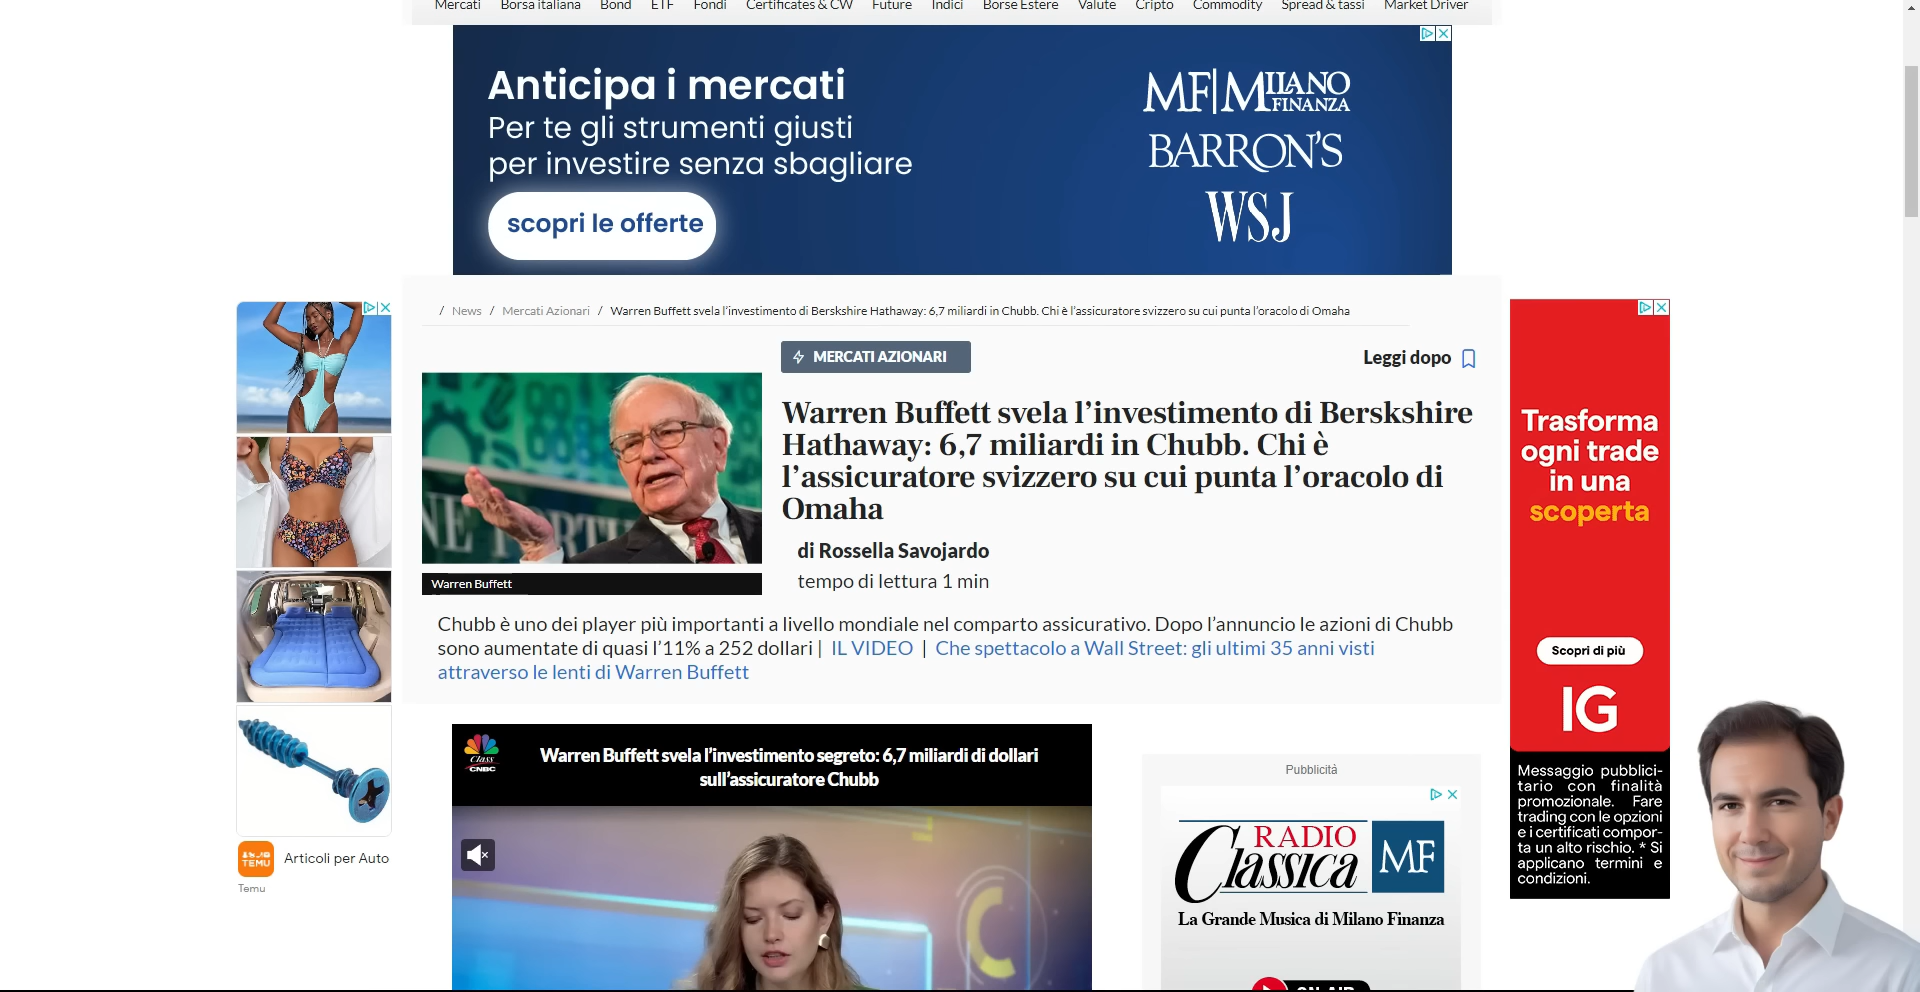 Mercati Borsa italiana Bond ETF Fondi Certificates & CW Future Indici Borse Estere Valute Cripto Commodity Spread & tassi Market Driver
Anticipa i mercati
Per te gli strumenti giusti
per investire senza sbagliare
scopri le offerte
MF|MILANO
FINANZA
BARRON'S
WSJ
/ News / Mercati Azionari / Warren Buffett svela l'investimento di Berskshire Hathaway: 6,7 miliardi in Chubb. Chi è l'assicuratore svizzero su cui punta l'oracolo di Omaha
MERCATI AZIONARI
Leggi dopo
Warren Buffett svela l'investimento di Berskshire
Hathaway: 6,7 miliardi in Chubb. Chi è
l'assicuratore svizzero su cui punta l'oracolo di
Omaha
di Rossella Savojardo
tempo di lettura 1 min
Warren Buffett
Chubb è uno dei player più importanti a livello mondiale nel comparto assicurativo. Dopo l'annuncio le azioni di Chubb
sono aumentate di quasi l'11% a 252 dollari | IL VIDEO | Che spettacolo a Wall Street: gli ultimi 35 anni visti
attraverso le lenti di Warren Buffett
TEMU
Articoli per Auto
Temu
Class
CNBC
Warren Buffett svela l'investimento segreto: 6,7 miliardi di dollari
sull'assicuratore Chubb
Pubblicità
RADIO
Classica
MF
La Grande Musica di Milano Finanza
ON AIR
Trasforma
ogni trade
in una
scoperta
Scopri di più
IG
Messaggio pubblici-
tario con finalità
promozionale. Fare
trading con le opzioni
e i certificati compor-
ta un alto rischio. * Si
applicano termini e
condizioni.